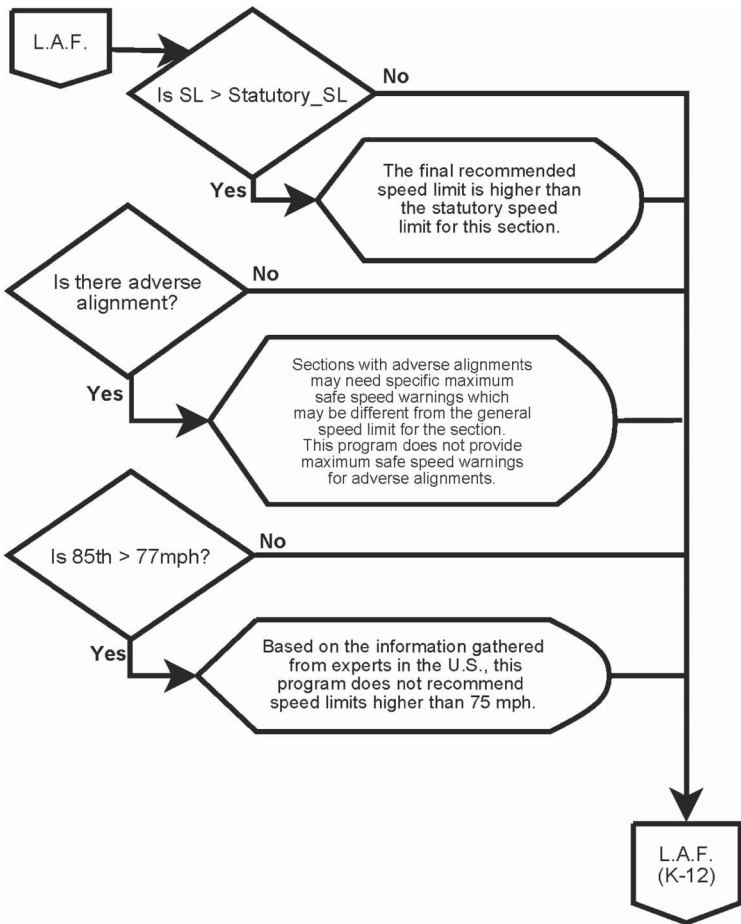 L.A.F.
Is SL > Statutory_SL
No
Yes
The final recommended
speed limit is higher than
the statutory speed
limit for this section.
Is there adverse
alignment?
No
Yes
Sections with adverse alignments
may need specific maximum
safe speed warnings which
may be different from the general
speed limit for the section.
This program does not provide
maximum safe speed warnings
for adverse alignments.
Is 85th > 77mph?
No
Yes
Based on the information gathered
from experts in the U.S., this
program does not recommend
speed limits higher than 75 mph.
L.A.F.
(K-12)